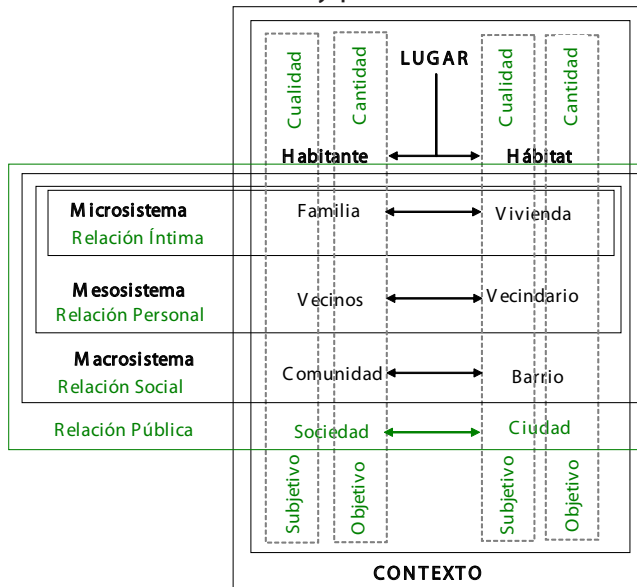 Cualidad Cantidad LUGAR Cualidad Cantidad
Habitante Hábitat
Microsistema Familia Vivienda
Relación Íntima
Mesosistema Vecinos Vecindario
Relación Personal
Macrosistema Comunidad Barrio
Relación Social
Relación Pública Sociedad Ciudad
Subjetivo Objetivo Subjetivo Objetivo
CONTEXTO